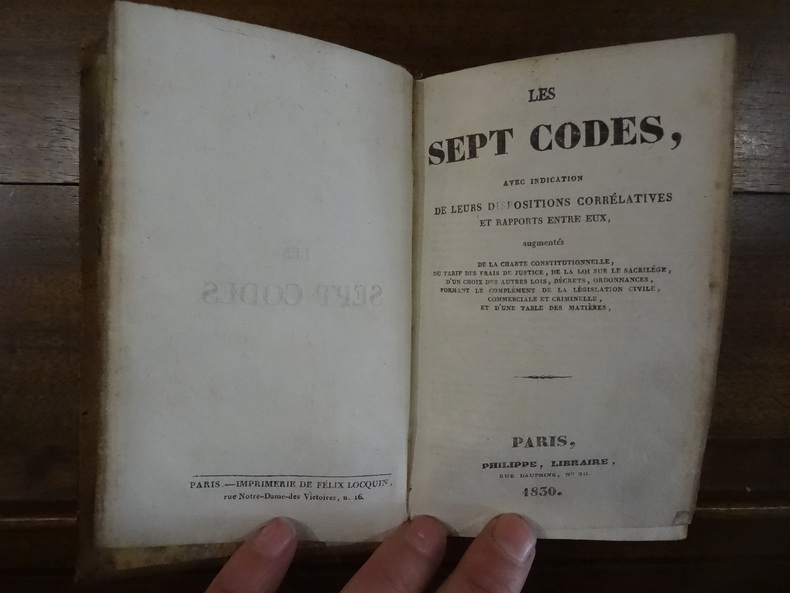 PARIS.—IMPRIMERIE DE FÉLIX LOCQUIN,
rue Notre-Dame-des Victoires, n. 16.
LES
SEPT CODES,
AVEC INDICATION
DE LEURS DISPOSITIONS CORRÉLATIVES
ET RAPPORTS ENTRE EUX,
augmentés
DE LA CHARTE CONSTITUTIONNELLE,
DU TARIF DES FRAIS DE JUSTICE, DE LA LOI SUR LE SACRILÉGE,
D'UN CHOIX DES AUTRES LOIS, DÉCRETS, ORDONNANCES,
FORMANT LE COMPLÉMENT DE LA LÉGISLATION CIVILE,
COMMERCIALE ET CRIMINELLE,
ET D'UNE TABLE DES MATIÈRES,
PARIS,
PHILIPPE, LIBRAIRE,
RUE DAUPHINE, N° 20.
1830.